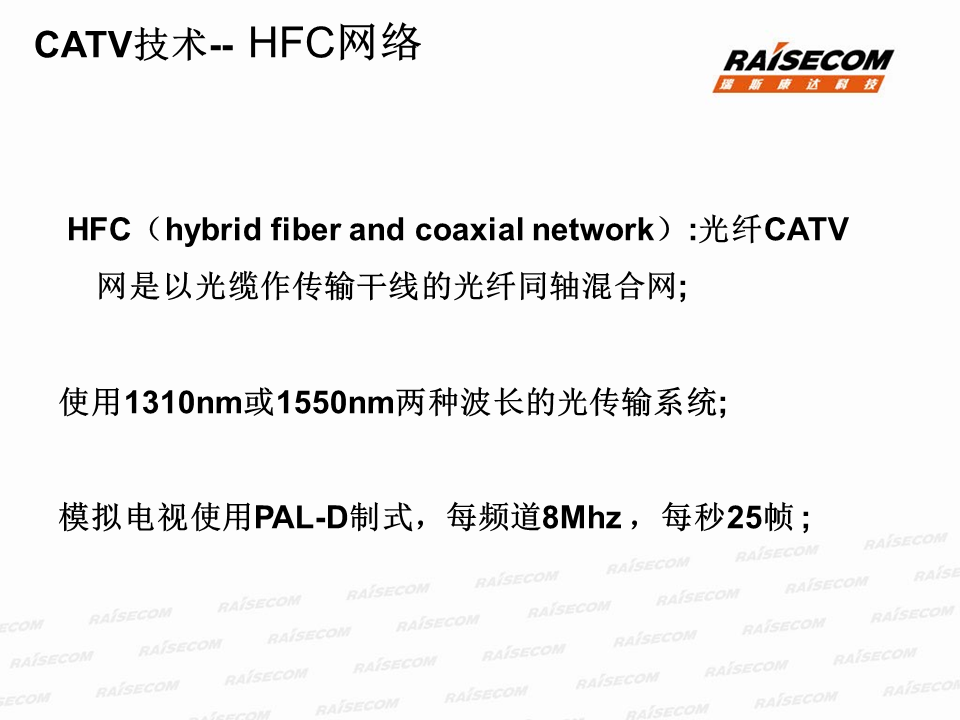 CATV技术-- HFC网络
RAISECOM
瑞斯康达科技
HFC（hybrid fiber and coaxial network）:光纤CATV
网是以光缆作传输干线的光纤同轴混合网;
使用1310nm或1550nm两种波长的光传输系统;
模拟电视使用PAL-D制式，每频道8Mhz ，每秒25帧 ;